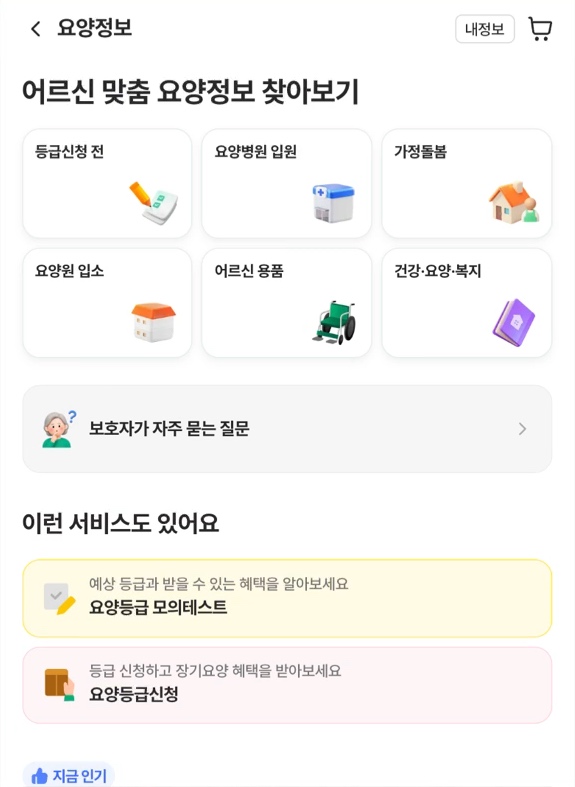 요양정보
내정보
어르신 맞춤 요양정보 찾아보기
등급신청 전
요양병원 입원
가정돌봄
요양원 입소
어르신 용품
건강·요양·복지
?
보호자가 자주 묻는 질문
이런 서비스도 있어요
예상 등급과 받을 수 있는 혜택을 알아보세요
요양등급 모의테스트
등급 신청하고 장기요양 혜택을 받아보세요
요양등급신청
지금 인기